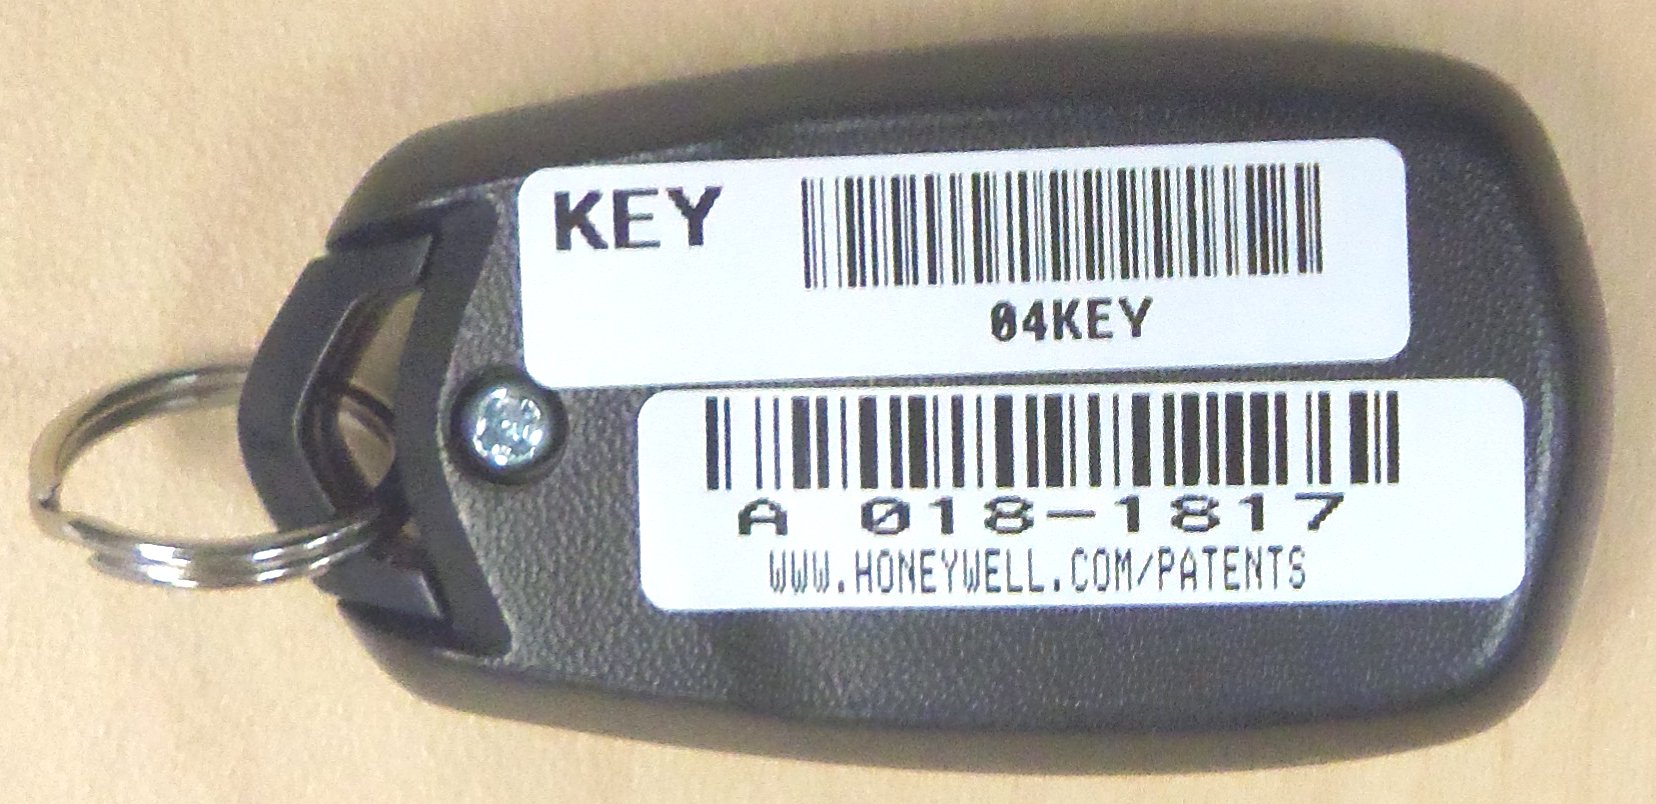 KEY
04KEY
A 018-1817
WWW.HONEYWELL.COM/PATENTS